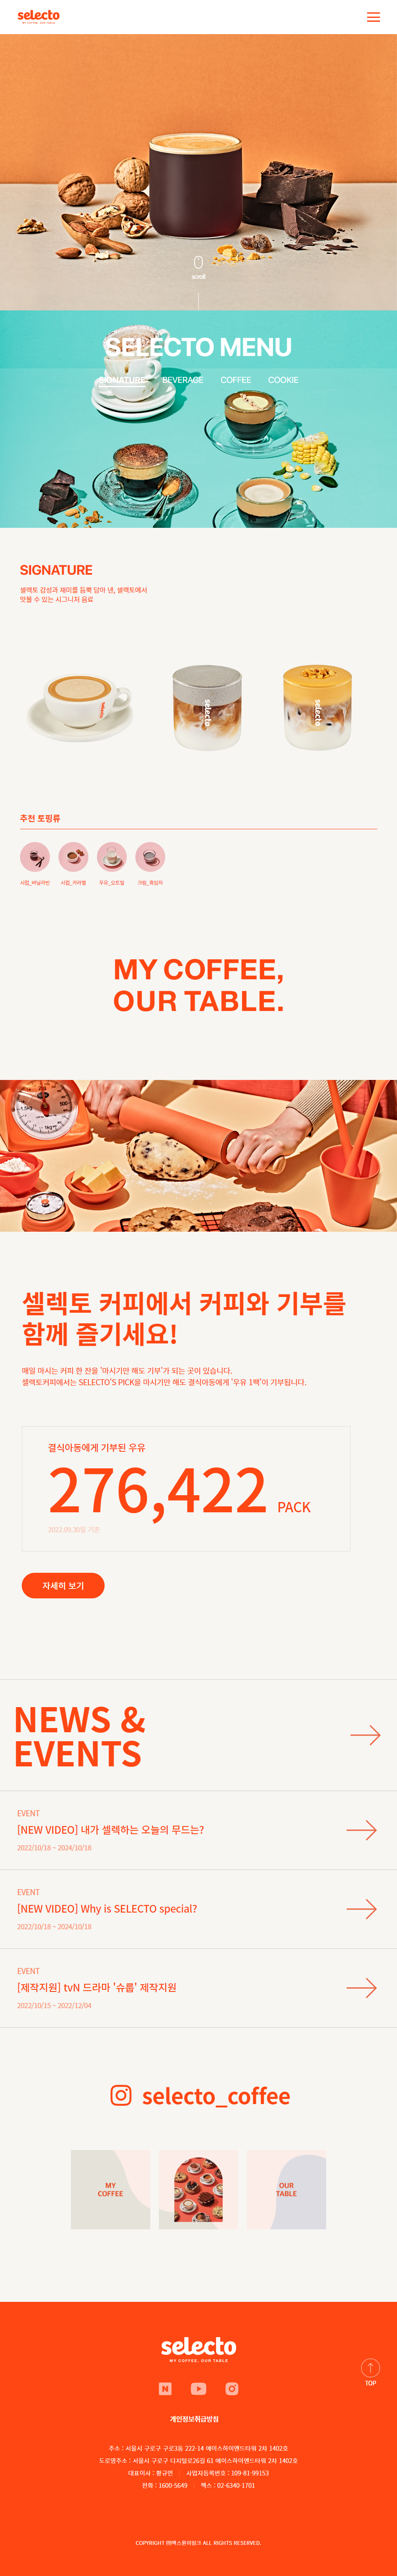 selecto
MY COFFEE, OUR TABLE
scroll
SELECTO MENU
SIGNATURE BEVERAGE COFFEE COOKIE
SIGNATURE
셀렉토 감성과 재미를 듬뿍 담아 낸, 셀렉토에서
맛볼 수 있는 시그니처 음료
selecto
selecto
selecto
추천 토핑류
시럽_바닐라빈 시럽_카라멜 우유_오트밀 크림_흑임자
MY COFFEE,
OUR TABLE.
셀렉토 커피에서 커피와 기부를
함께 즐기세요!
매일 마시는 커피 한 잔을 '마시기만 해도 기부'가 되는 곳이 있습니다.
셀렉토커피에서는 SELECTO'S PICK을 마시기만 해도 결식아동에게 '우유 1팩'이 기부됩니다.
결식아동에게 기부된 우유
276,422 PACK
2022.09.30일 기준
자세히 보기
NEWS &
EVENTS
EVENT
[NEW VIDEO] 내가 셀렉하는 오늘의 무드는?
2022/10/18 ~ 2024/10/18
EVENT
[NEW VIDEO] Why is SELECTO special?
2022/10/18 ~ 2024/10/18
EVENT
[제작지원] tvN 드라마 '슈룹' 제작지원
2022/10/15 ~ 2022/12/04
selecto_coffee
MY
COFFEE
OUR
TABLE
selecto
MY COFFEE, OUR TABLE
N
TOP
개인정보취급방침
주소 : 서울시 구로구 구로3동 222-14 에이스하이엔드타워 2차 1402호
도로명주소 : 서울시 구로구 디지털로26길 61 에이스하이엔드타워 2차 1402호
대표이사 : 황규연 사업자등록번호 : 109-81-99153
전화 : 1600-5649 팩스 : 02-6340-1701
COPYRIGHT ㈜벡스원의링크 ALL RIGHTS RESERVED.